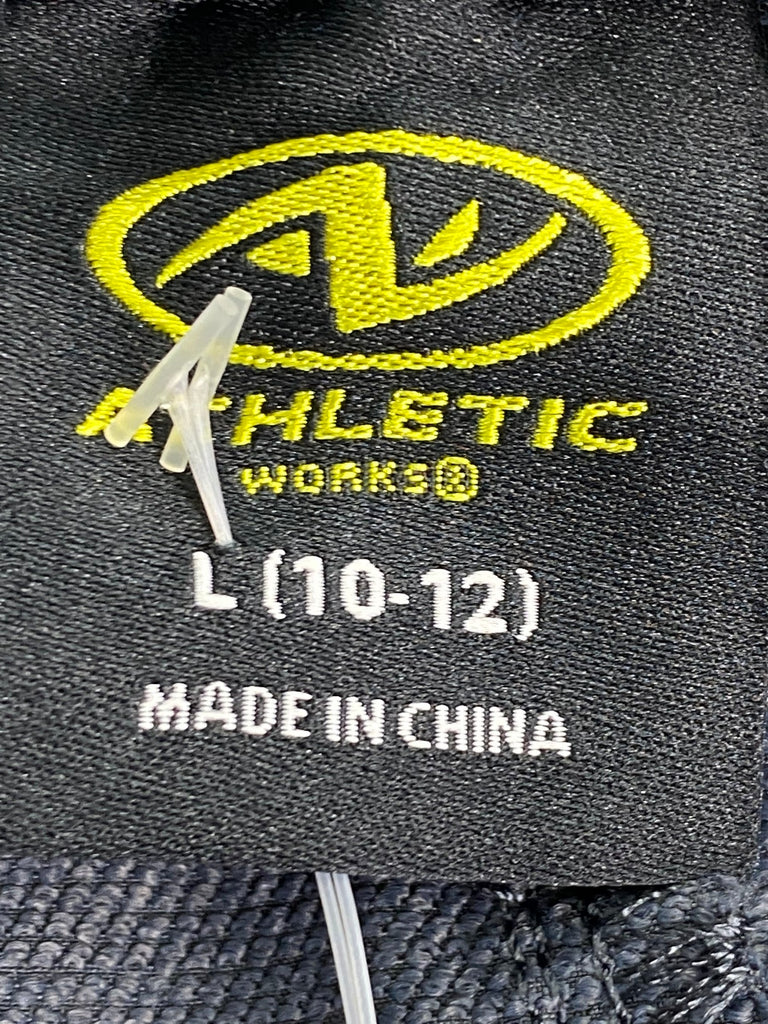 ATHLETIC
WORKS®
L (10-12)
MADE IN CHINA